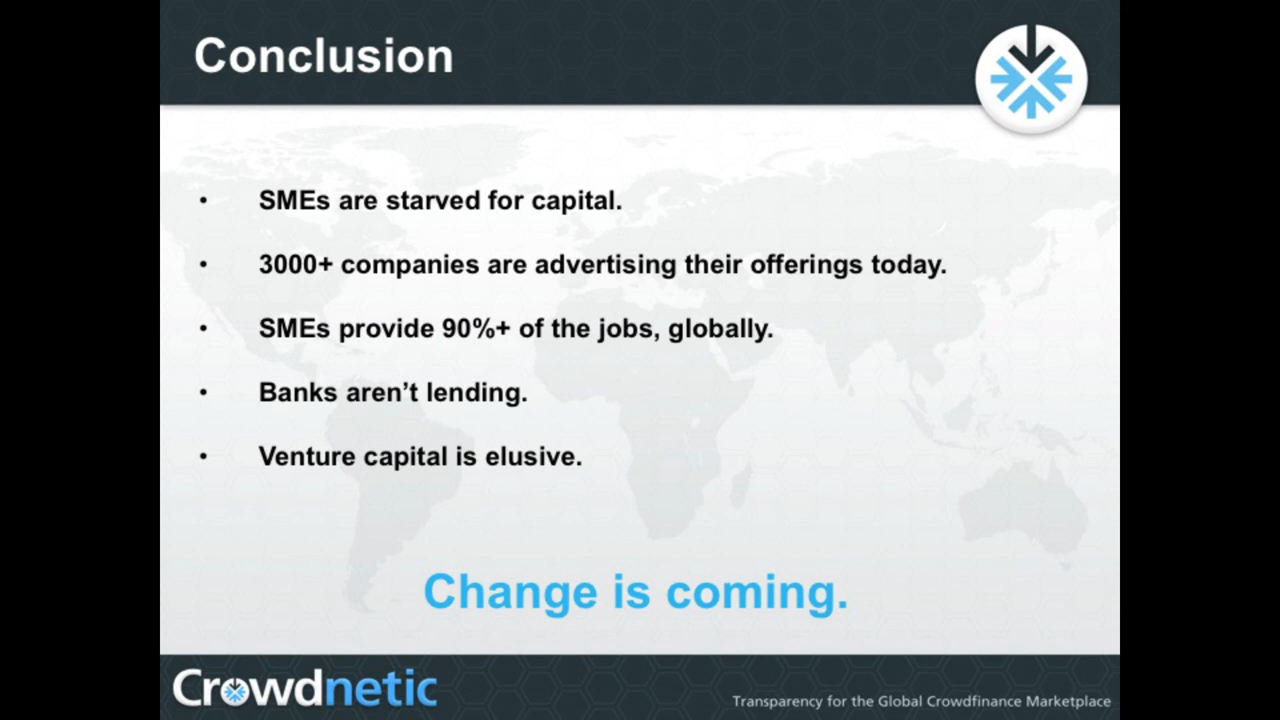 Conclusion
• SMEs are starved for capital.
• 3000+ companies are advertising their offerings today.
• SMEs provide 90%+ of the jobs, globally.
• Banks aren’t lending.
• Venture capital is elusive.
Change is coming.
Crowdnetic
Transparency for the Global Crowdfinance Marketplace